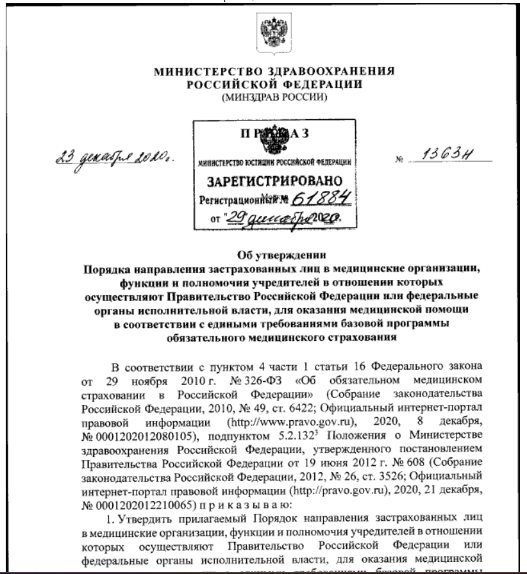 МИНИСТЕРСТВО ЗДРАВООХРАНЕНИЯ
РОССИЙСКОЙ ФЕДЕРАЦИИ
(МИНЗДРАВ РОССИИ)
ПРИКАЗ
МИНИСТЕРСТВО ЮСТИЦИИ РОССИЙСКОЙ ФЕДЕРАЦИИ
ЗАРЕГИСТРИРОВАНО
Регистрационный № 61884
от "29 декабря 2020.
23 декабря 2020г.
№ 1363н
Об утверждении
Порядка направления застрахованных лиц в медицинские организации,
функции и полномочия учредителей в отношении которых
осуществляют Правительство Российской Федерации или федеральные
органы исполнительной власти, для оказания медицинской помощи
в соответствии с едиными требованиями базовой программы
обязательного медицинского страхования
В соответствии с пунктом 4 части 1 статьи 16 Федерального закона
от 29 ноября 2010 г. № 326-ФЗ «Об обязательном медицинском
страховании в Российской Федерации» (Собрание законодательства
Российской Федерации, 2010, № 49, ст. 6422; Официальный интернет-портал
правовой информации (http://www.pravo.gov.ru), 2020, 8 декабря,
№ 0001202012080105), подпунктом 5.2.132³ Положения о Министерстве
здравоохранения Российской Федерации, утвержденного постановлением
Правительства Российской Федерации от 19 июня 2012 г. № 608 (Собрание
законодательства Российской Федерации, 2012, № 26, ст. 3526; Официальный
интернет-портал правовой информации (http://pravo.gov.ru), 2020, 21 декабря,
№ 0001202012210065) п р и к а з ы в а ю:
1. Утвердить прилагаемый Порядок направления застрахованных лиц
в медицинские организации, функции и полномочия учредителей в отношении
которых осуществляют Правительство Российской Федерации или
федеральные органы исполнительной власти, для оказания медицинской